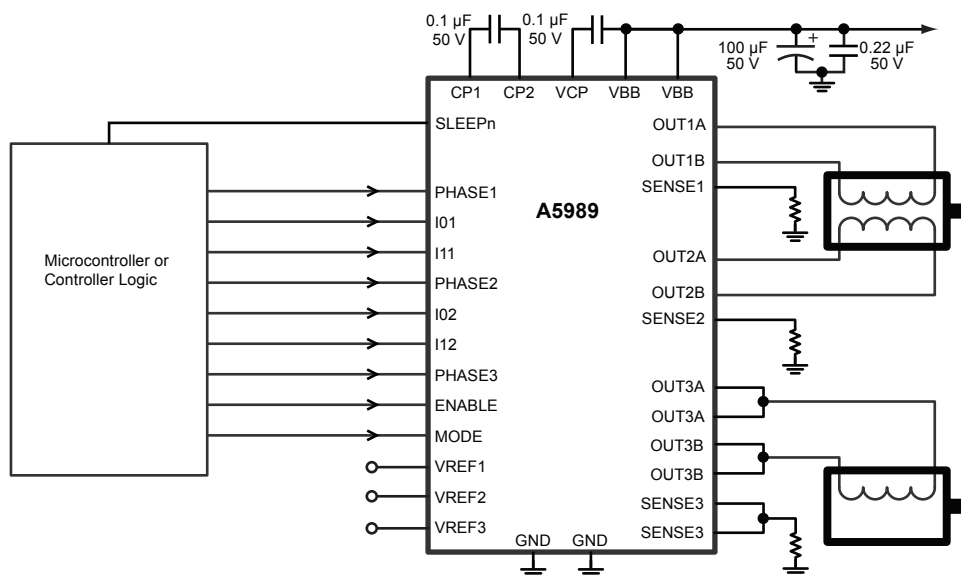 0.1 µF
50 V
0.1 µF
50 V
100 µF
50 V
+
0.22 µF
50 V
CP1
CP2
VCP
VBB
VBB
SLEEPn
PHASE1
I01
I11
PHASE2
I02
I12
PHASE3
ENABLE
MODE
VREF1
VREF2
VREF3
Microcontroller or
Controller Logic
A5989
OUT1A
OUT1B
SENSE1
OUT2A
OUT2B
SENSE2
OUT3A
OUT3A
OUT3B
OUT3B
SENSE3
SENSE3
GND
GND